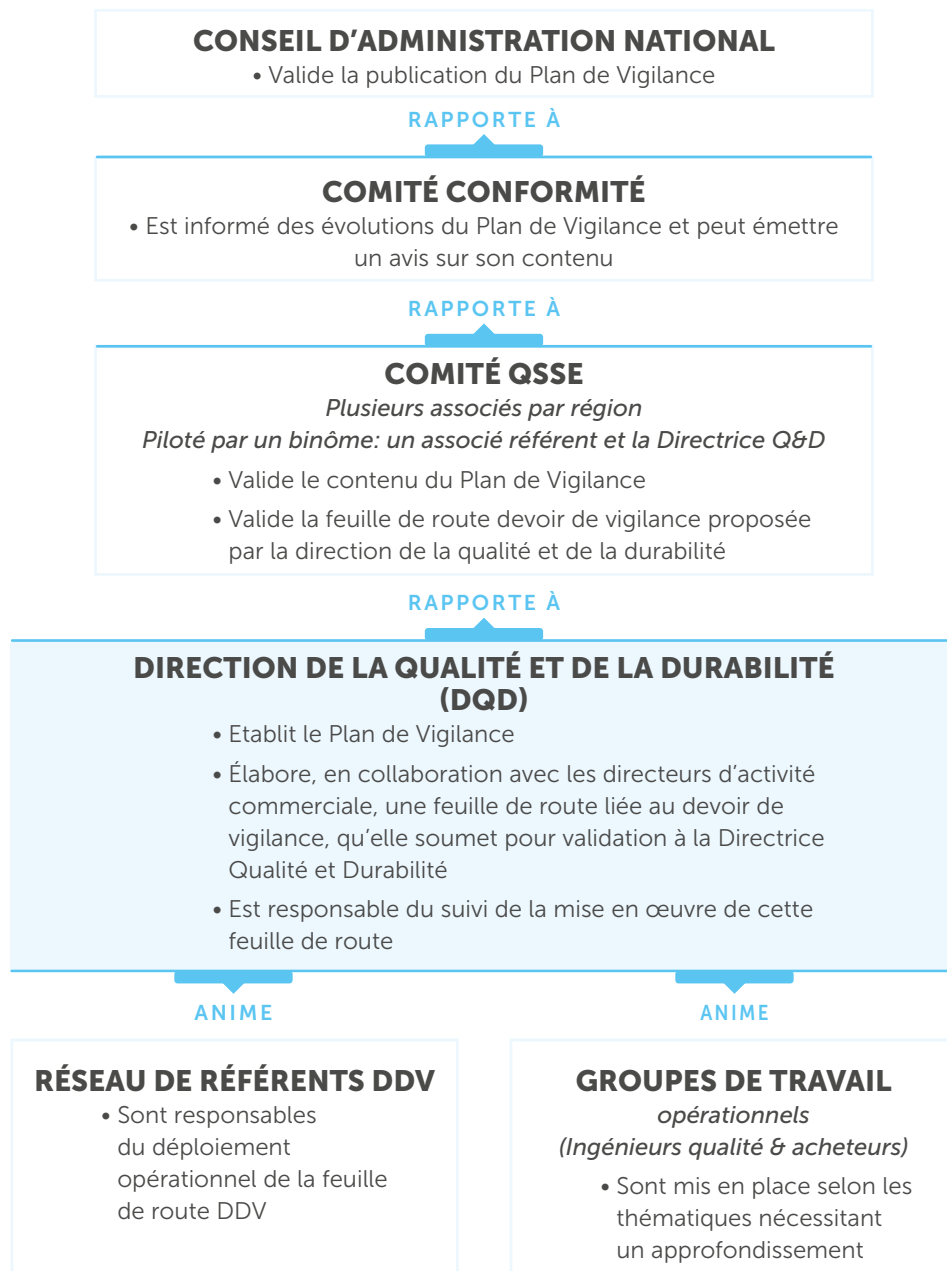 CONSEIL D'ADMINISTRATION NATIONAL
• Valide la publication du Plan de Vigilance
RAPPORTE À
COMITÉ CONFORMITÉ
• Est informé des évolutions du Plan de Vigilance et peut émettre
un avis sur son contenu
RAPPORTE À
COMITÉ QSSE
Plusieurs associés par région
Piloté par un binôme: un associé référent et la Directrice Q&D
• Valide le contenu du Plan de Vigilance
• Valide la feuille de route devoir de vigilance proposée
par la direction de la qualité et de la durabilité
RAPPORTE À
DIRECTION DE LA QUALITÉ ET DE LA DURABILITÉ
(DQD)
• Etablit le Plan de Vigilance
• Élabore, en collaboration avec les directeurs d'activité
commerciale, une feuille de route liée au devoir de
vigilance, qu'elle soumet pour validation à la Directrice
Qualité et Durabilité
• Est responsable du suivi de la mise en œuvre de cette
feuille de route
ANIME
RÉSEAU DE RÉFÉRENTS DDV
• Sont responsables
du déploiement
opérationnel de la feuille
de route DDV
ANIME
GROUPES DE TRAVAIL
opérationnels
(Ingénieurs qualité & acheteurs)
• Sont mis en place selon les
thématiques nécessitant
un approfondissement